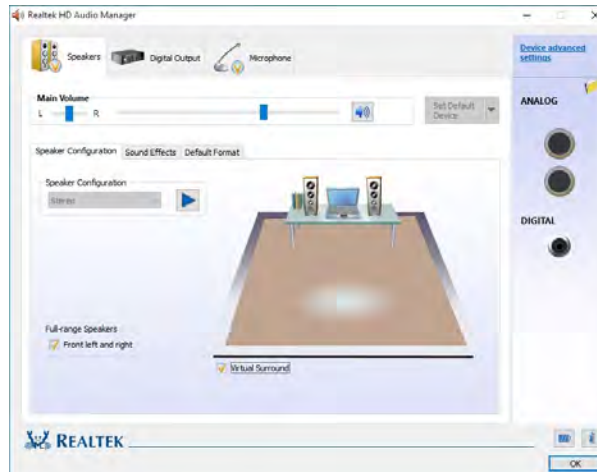 Realtek HD Audio Manager
Speakers
Digital Output
Microphone
Device advanced
settings
Main Volume
L
R
Set Default
Device
ANALOG
Speaker Configuration
Sound Effects
Default Format
Speaker Configuration
Stereo
DIGITAL
Full-range Speakers
Front left and right
Virtual Surround
REALTEK
OK